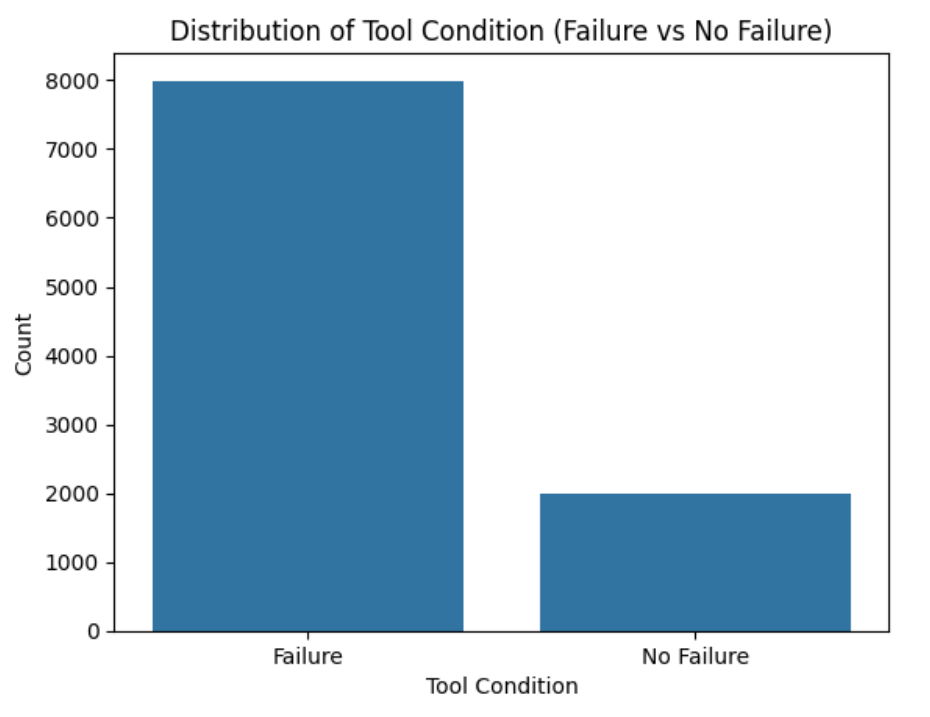 Distribution of Tool Condition (Failure vs No Failure)
8000
7000
6000
5000
4000
3000
2000
1000
0
Count
Failure No Failure
Tool Condition